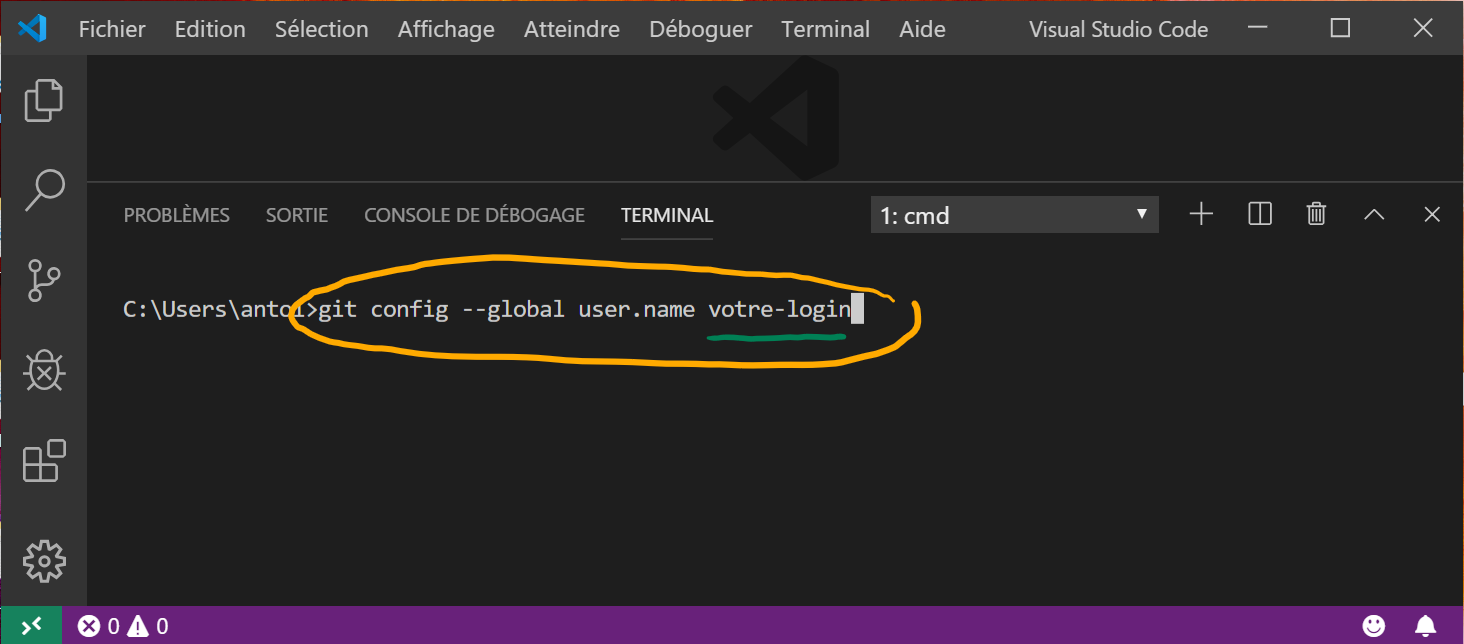 Fichier Edition Sélection Affichage Atteindre Déboguer Terminal Aide Visual Studio Code
PROBLÈMES SORTIE CONSOLE DE DÉBOGAGE TERMINAL 1: cmd
C:\Users\antoi>git config --global user.name votre-login
0 0